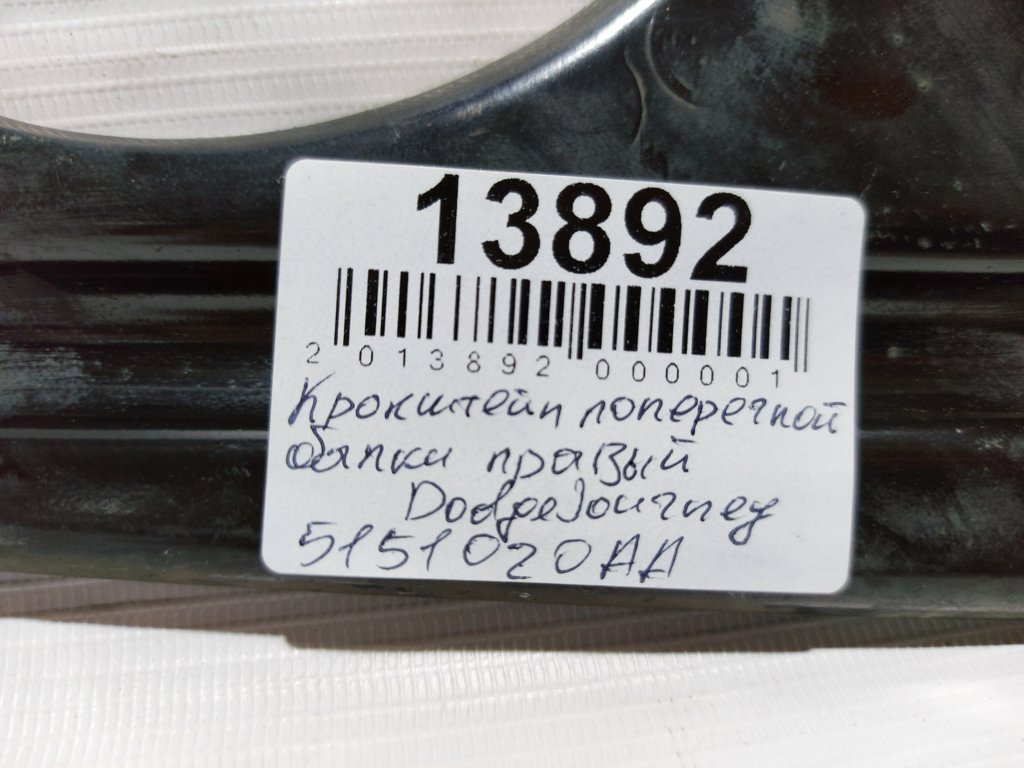 13892
2 013892 000001
Кронштейн поперечной
балки правый
Dodge Journey
5151020AA